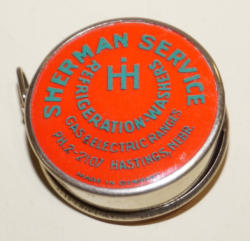 SHERMAN SERVICE
REFRIGERATION-WASHERS
IH
GAS & ELECTRIC RANGES
PH. 2-2107 HASTINGS, NEBR.